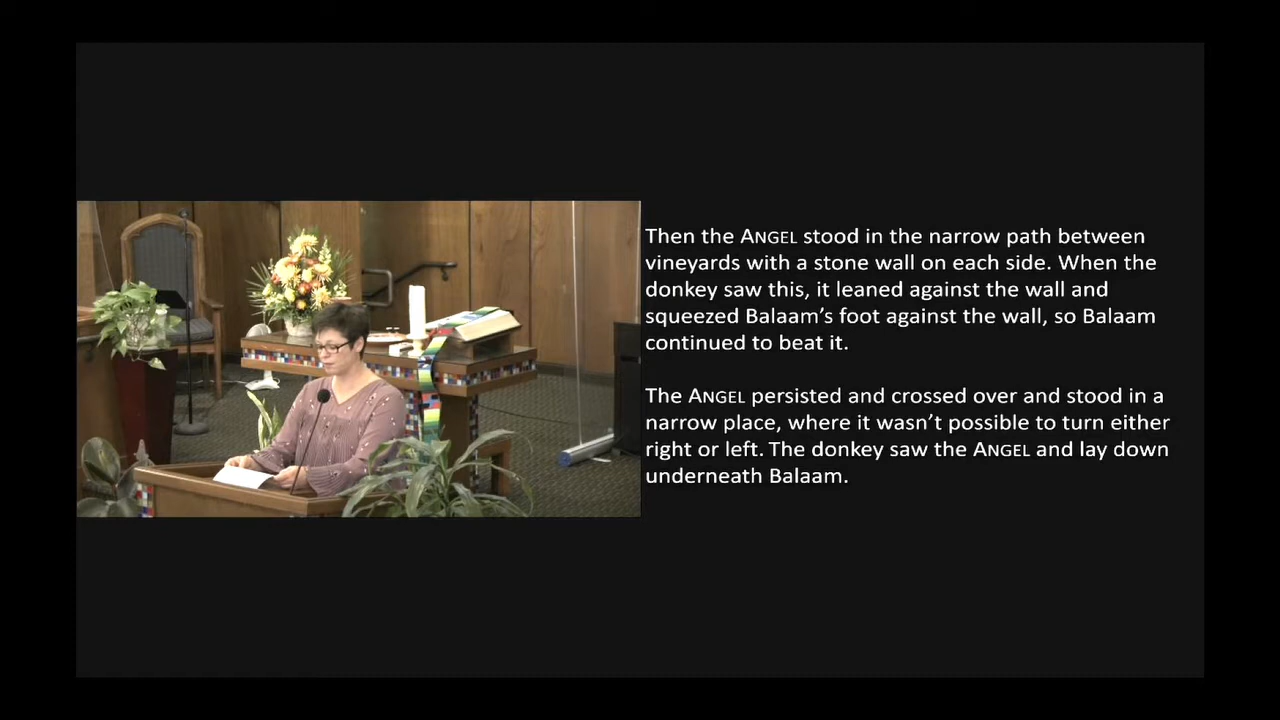 Then the ANGEL stood in the narrow path between
vineyards with a stone wall on each side. When the
donkey saw this, it leaned against the wall and
squeezed Balaam’s foot against the wall, so Balaam
continued to beat it.
The ANGEL persisted and crossed over and stood in a
narrow place, where it wasn’t possible to turn either
right or left. The donkey saw the ANGEL and lay down
underneath Balaam.